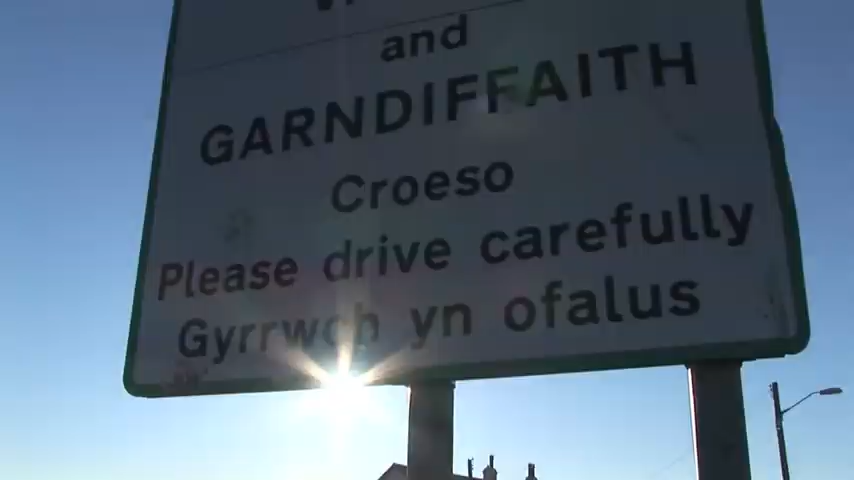 and
GARNDIFFAITH
Croeso
Please drive carefully
Gyrrwch yn ofalus